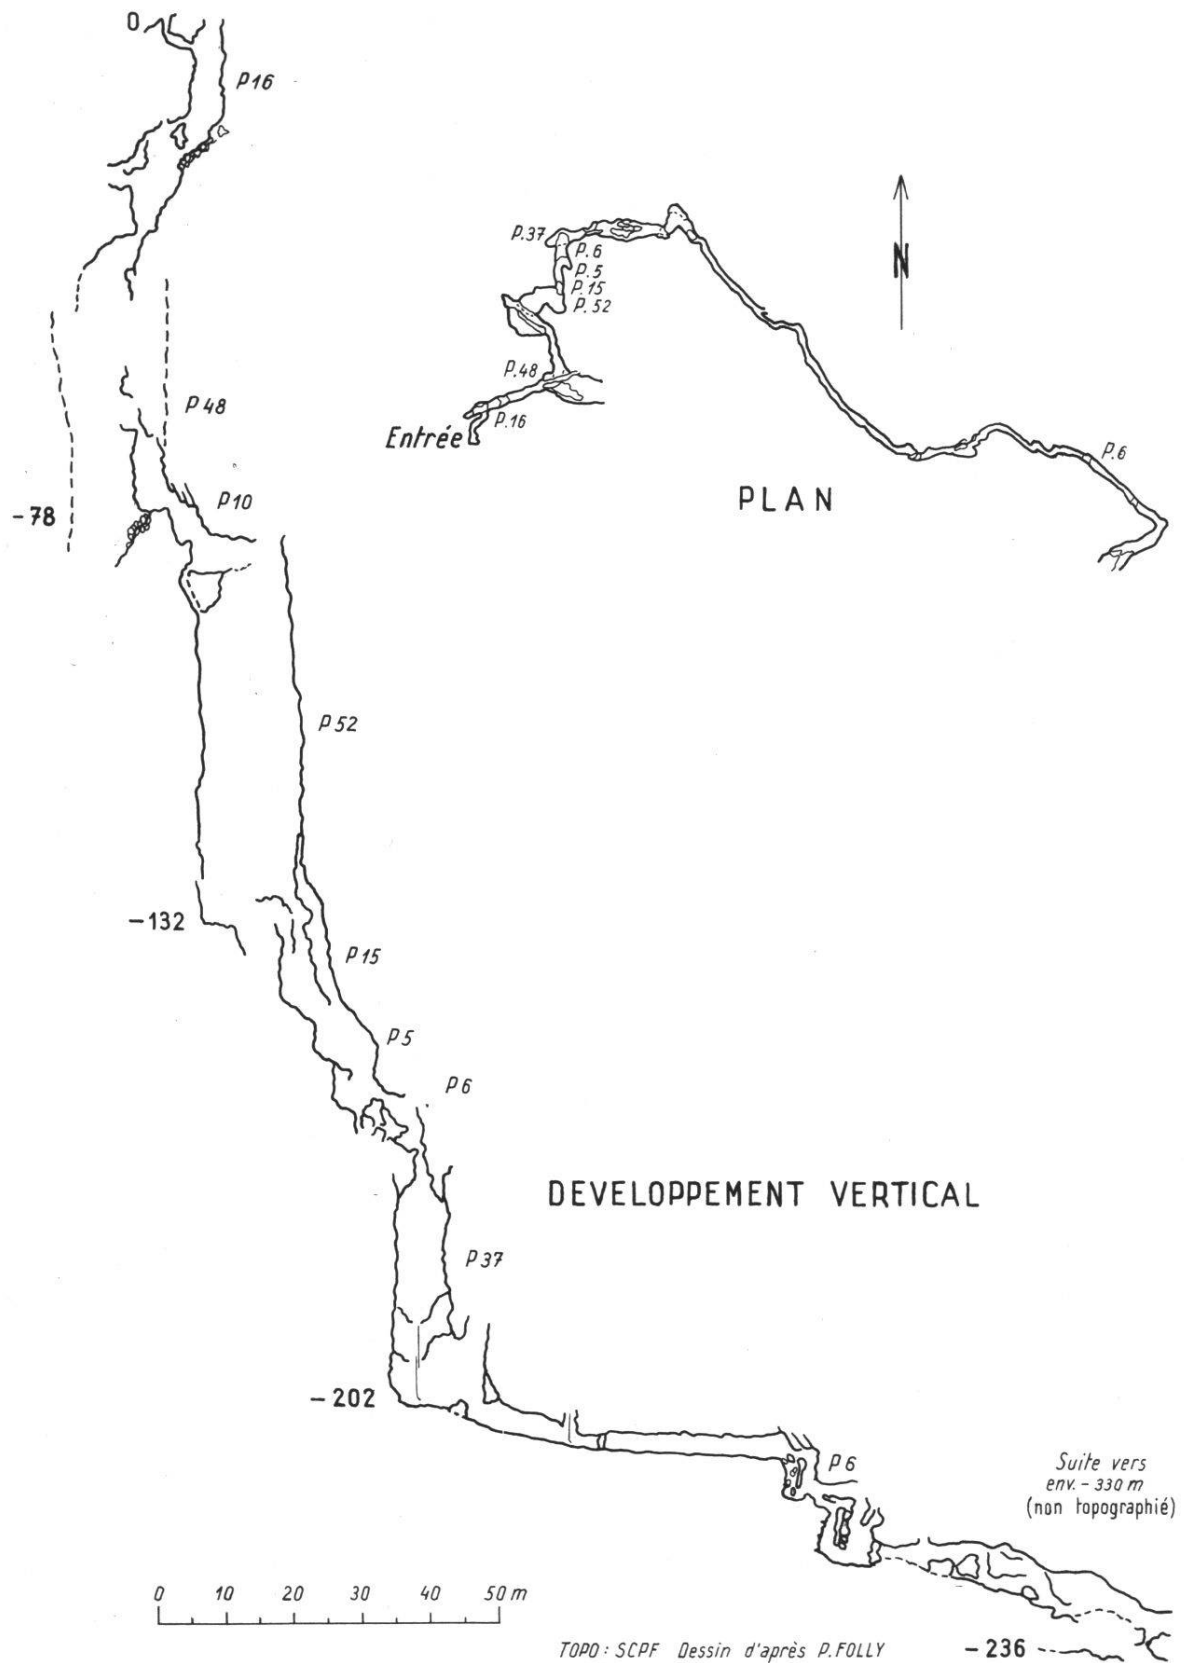 0
P16
P48
P10
-78
P.37
P.6
P.5
P.15
P.52
P.48
P.16
Entrée
N
P.6
PLAN
P52
-132
P15
P5
P6
DEVELOPPEMENT VERTICAL
P37
-202
P6
Suite vers
env. - 330 m
(non topographié)
0 10 20 30 40 50 m
TOPO: SCPF Dessin d'après P.FOLLY
-236